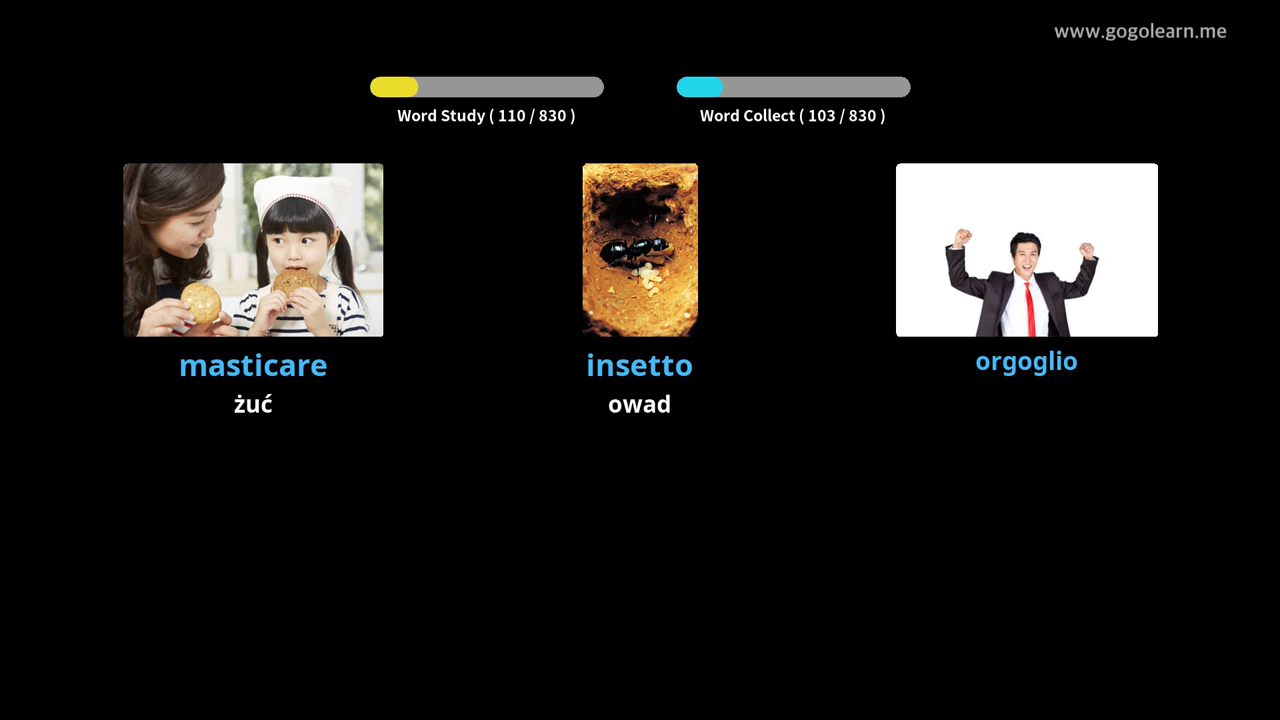 www.gogolearn.me
Word Study ( 110 / 830 )
Word Collect ( 103 / 830 )
masticare
żuć
insetto
owad
orgoglio